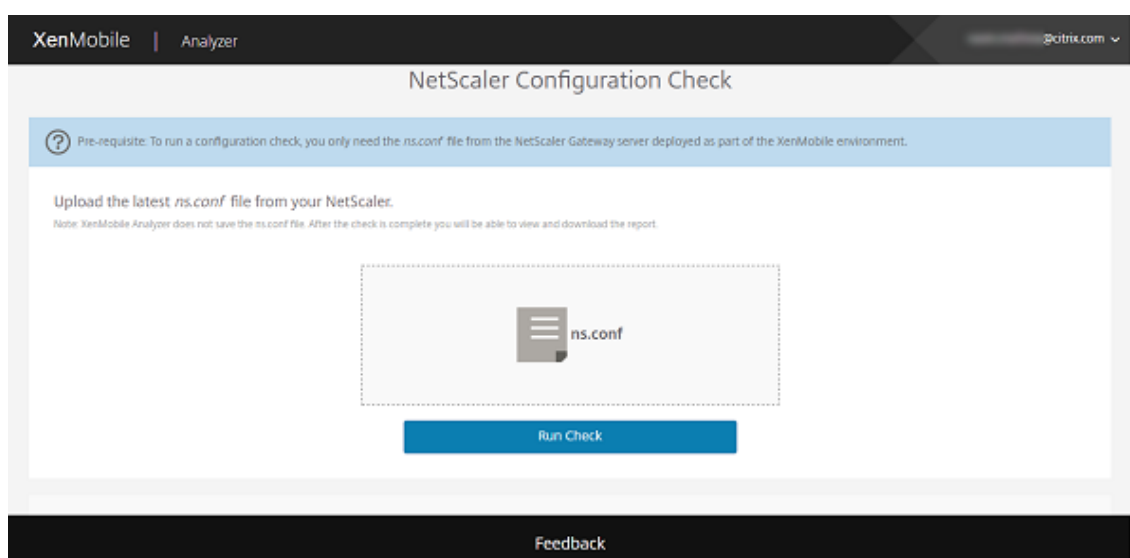 XenMobile | Analyzer
@citrix.com
NetScaler Configuration Check
Pre-requisite: To run a configuration check, you only need the ns.conf file from the NetScaler Gateway server deployed as part of the XenMobile environment.
Upload the latest ns.conf file from your NetScaler.
Note: XenMobile Analyzer does not save the ns.conf file. After the check is complete you will be able to view and download the report.
ns.conf
Run Check
Feedback